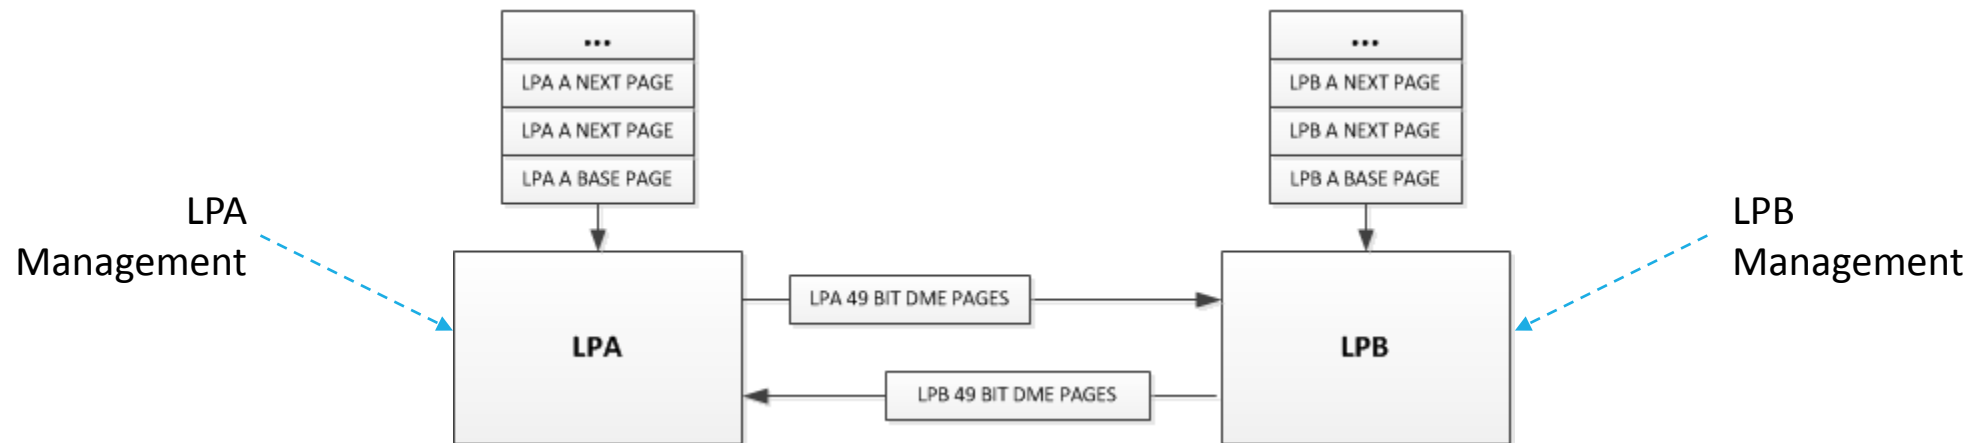 ...
LPA A NEXT PAGE
LPA A NEXT PAGE
LPA A BASE PAGE
...
LPB A NEXT PAGE
LPB A NEXT PAGE
LPB A BASE PAGE
LPA
Management
LPB
Management
LPA
LPA 49 BIT DME PAGES
LPB 49 BIT DME PAGES
LPB